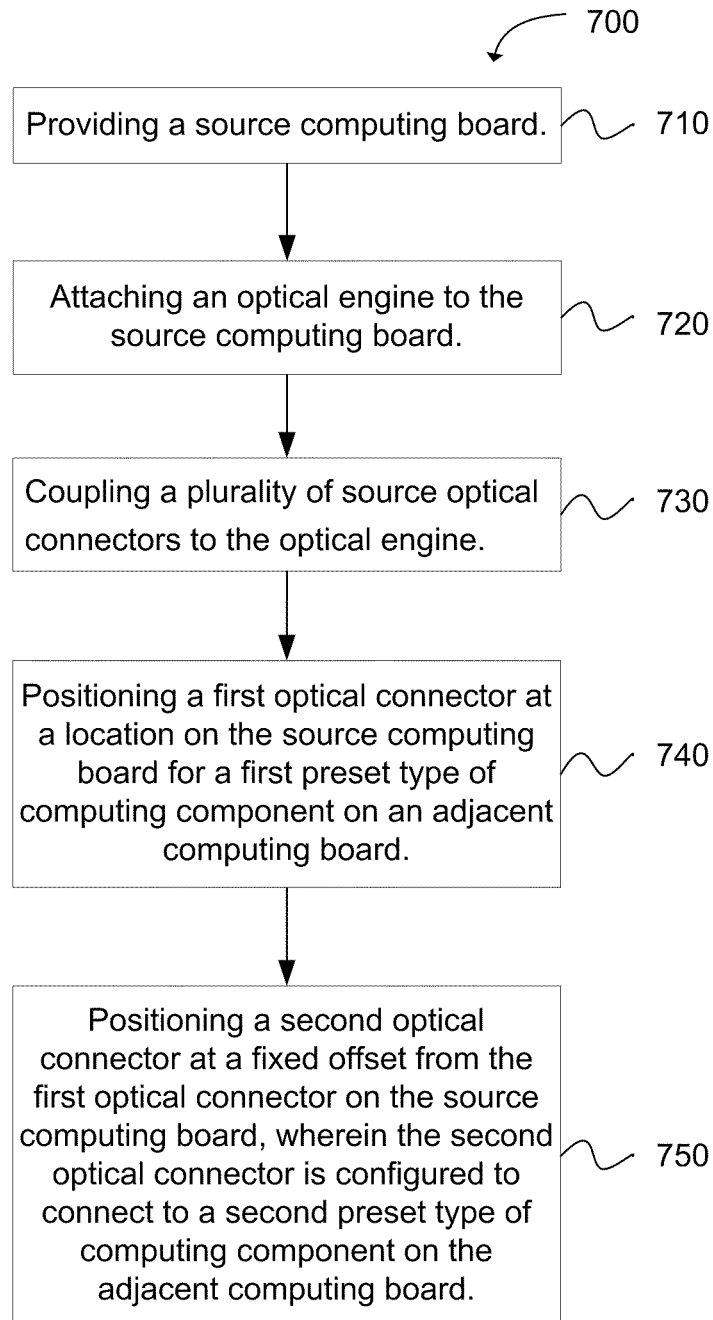 700
Providing a source computing board.
710
Attaching an optical engine to the
source computing board.
720
Coupling a plurality of source optical
connectors to the optical engine.
730
Positioning a first optical connector at
a location on the source computing
board for a first preset type of
computing component on an adjacent
computing board.
740
Positioning a second optical
connector at a fixed offset from the
first optical connector on the source
computing board, wherein the second
optical connector is configured to
connect to a second preset type of
computing component on the
adjacent computing board.
750